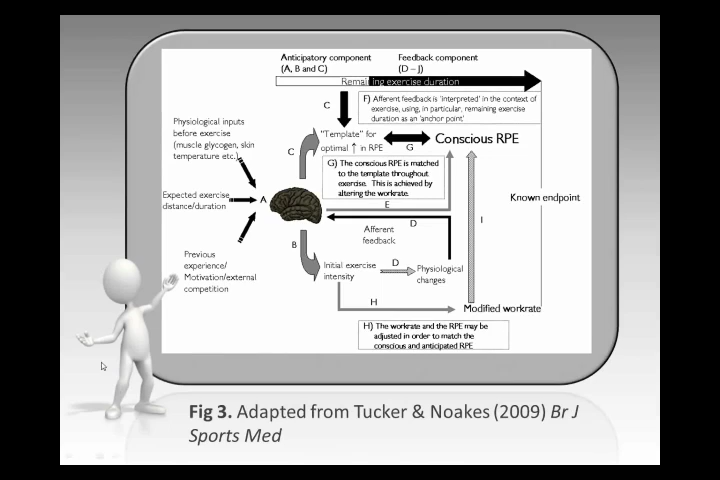 Anticipatory component
(A, B and C)
Feedback component
(D – J)
Remaining exercise duration
C
F) Afferent feedback is 'interpreted' in the context of
exercise, using, in particular, remaining exercise
duration as an 'anchor point'
Physiological inputs
before exercise
(muscle glycogen, skin
temperature etc.)
"Template" for
optimal ↑ in RPE
C
G
Conscious RPE
G) The conscious RPE is matched
to the template throughout
exercise. This is achieved by
altering the workrate.
Expected exercise
distance/duration
A
E
D
Known endpoint
I
Afferent
feedback
B
Previous
experience/
Motivation/external
competition
Initial exercise
intensity
D
Physiological
changes
H
Modified workrate
H) The workrate and the RPE may be
adjusted in order to match the
conscious and anticipated RPE
Fig 3. Adapted from Tucker & Noakes (2009) Br J
Sports Med